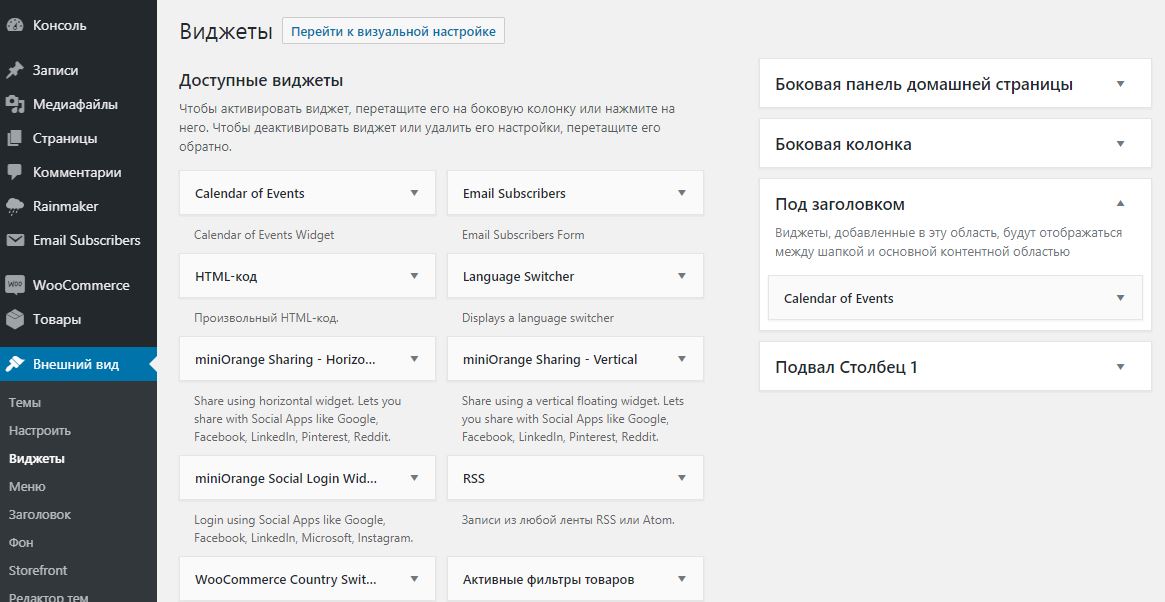 Консоль
Записи
Медиафайлы
Страницы
Комментарии
Rainmaker
Email Subscribers
WOO
WooCommerce
Товары
Внешний вид
Темы
Настроить
Виджеты
Меню
Заголовок
Фон
Storefront
Редактор тем
Виджеты
Перейти к визуальной настройке
Доступные виджеты
Чтобы активировать виджет, перетащите его на боковую колонку или нажмите на
него. Чтобы деактивировать виджет или удалить его настройки, перетащите его
обратно.
Calendar of Events
Calendar of Events Widget
Email Subscribers
Email Subscribers Form
HTML-код
Произвольный HTML-код.
Language Switcher
Displays a language switcher
miniOrange Sharing - Horizo...
Share using horizontal widget. Lets you
share with Social Apps like Google,
Facebook, LinkedIn, Pinterest, Reddit.
miniOrange Sharing - Vertical
Share using a vertical floating widget. Lets
you share with Social Apps like Google,
Facebook, LinkedIn, Pinterest, Reddit.
miniOrange Social Login Wid...
Login using Social Apps like Google,
Facebook, LinkedIn, Microsoft, Instagram.
RSS
Записи из любой ленты RSS или Atom.
WooCommerce Country Swit...
Активные фильтры товаров
Боковая панель домашней страницы
Боковая колонка
Под заголовком
Виджеты, добавленные в эту область, будут отображаться
между шапкой и основной контентной областью
Calendar of Events
Подвал Столбец 1